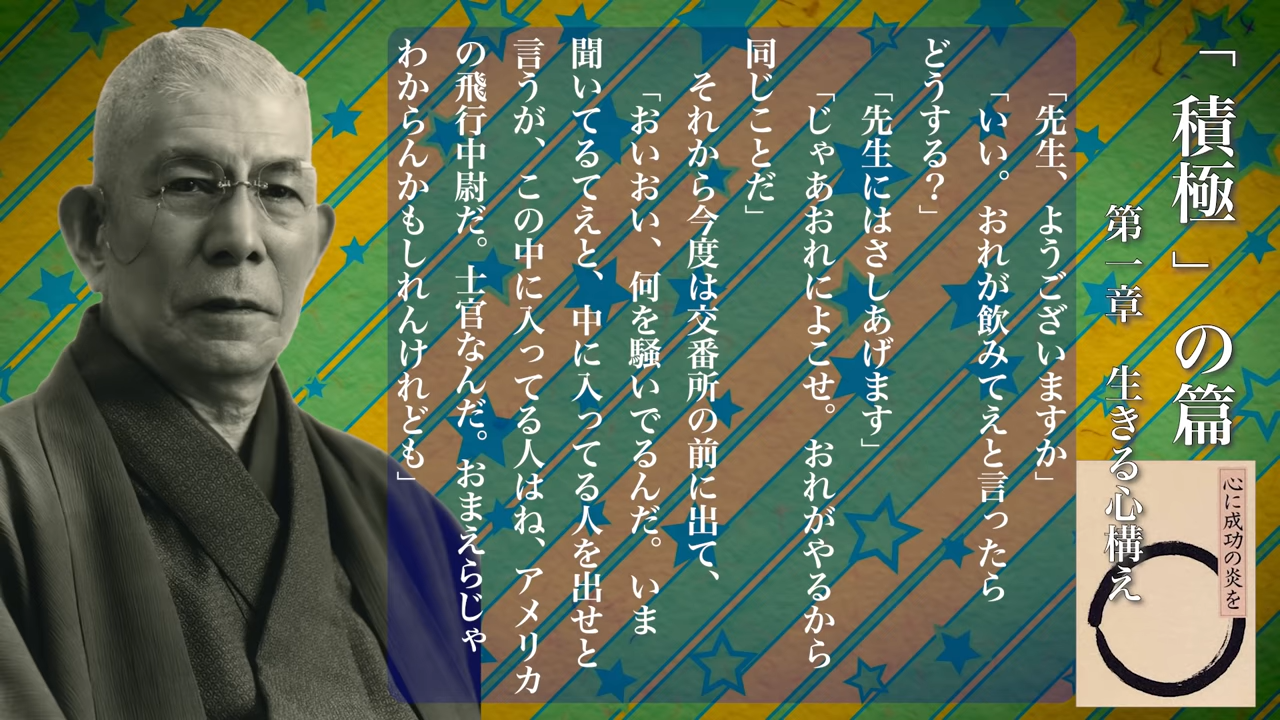 「積極」の篇
第一章　生きる心構え
心に成功の炎を
「先生、ようございますか」
「いい。おれが飲みてえと言ったら
どうする？」
「先生にはさしあげます」
「じゃあおれによこせ。おれがやるから
同じことだ」
それから今度は交番所の前に出て、
「おいおい、何を騒いでるんだ。いま
聞いてるてえと、中に入ってる人を出せと
言うが、この中に入ってる人はね、アメリカ
の飛行中尉だ。士官なんだ。おまえらじゃ
わからんかもしれんけれども」